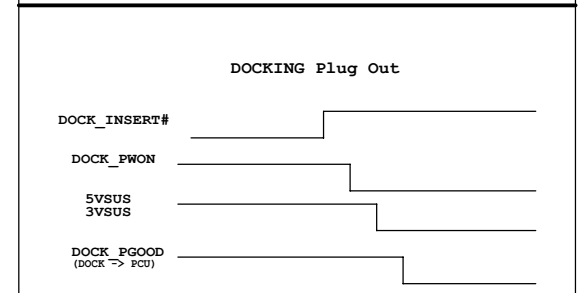 DOCKING Plug Out
DOCK_INSERT#
DOCK_PWON
5VSUS
3VSUS
DOCK_PGOOD
(DOCK -> PCU)